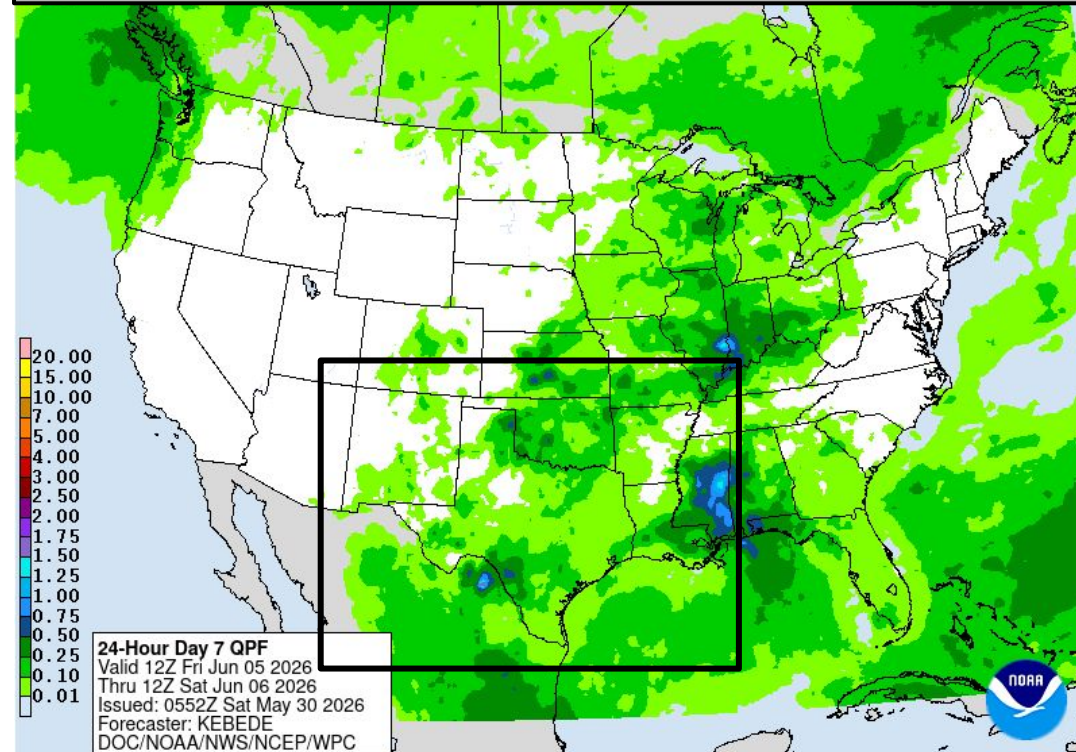 20.00
15.00
10.00
7.00
5.00
4.00
3.00
2.50
2.00
1.75
1.50
1.25
1.00
0.75
0.50
0.25
0.10
0.01
24-Hour Day 7 QPF
Valid 12Z Fri Jun 05 2026
Thru 12Z Sat Jun 06 2026
Issued: 0552Z Sat May 30 2026
Forecaster: KEBEDE
DOC/NOAA/NWS/NCEP/WPC
NOAA